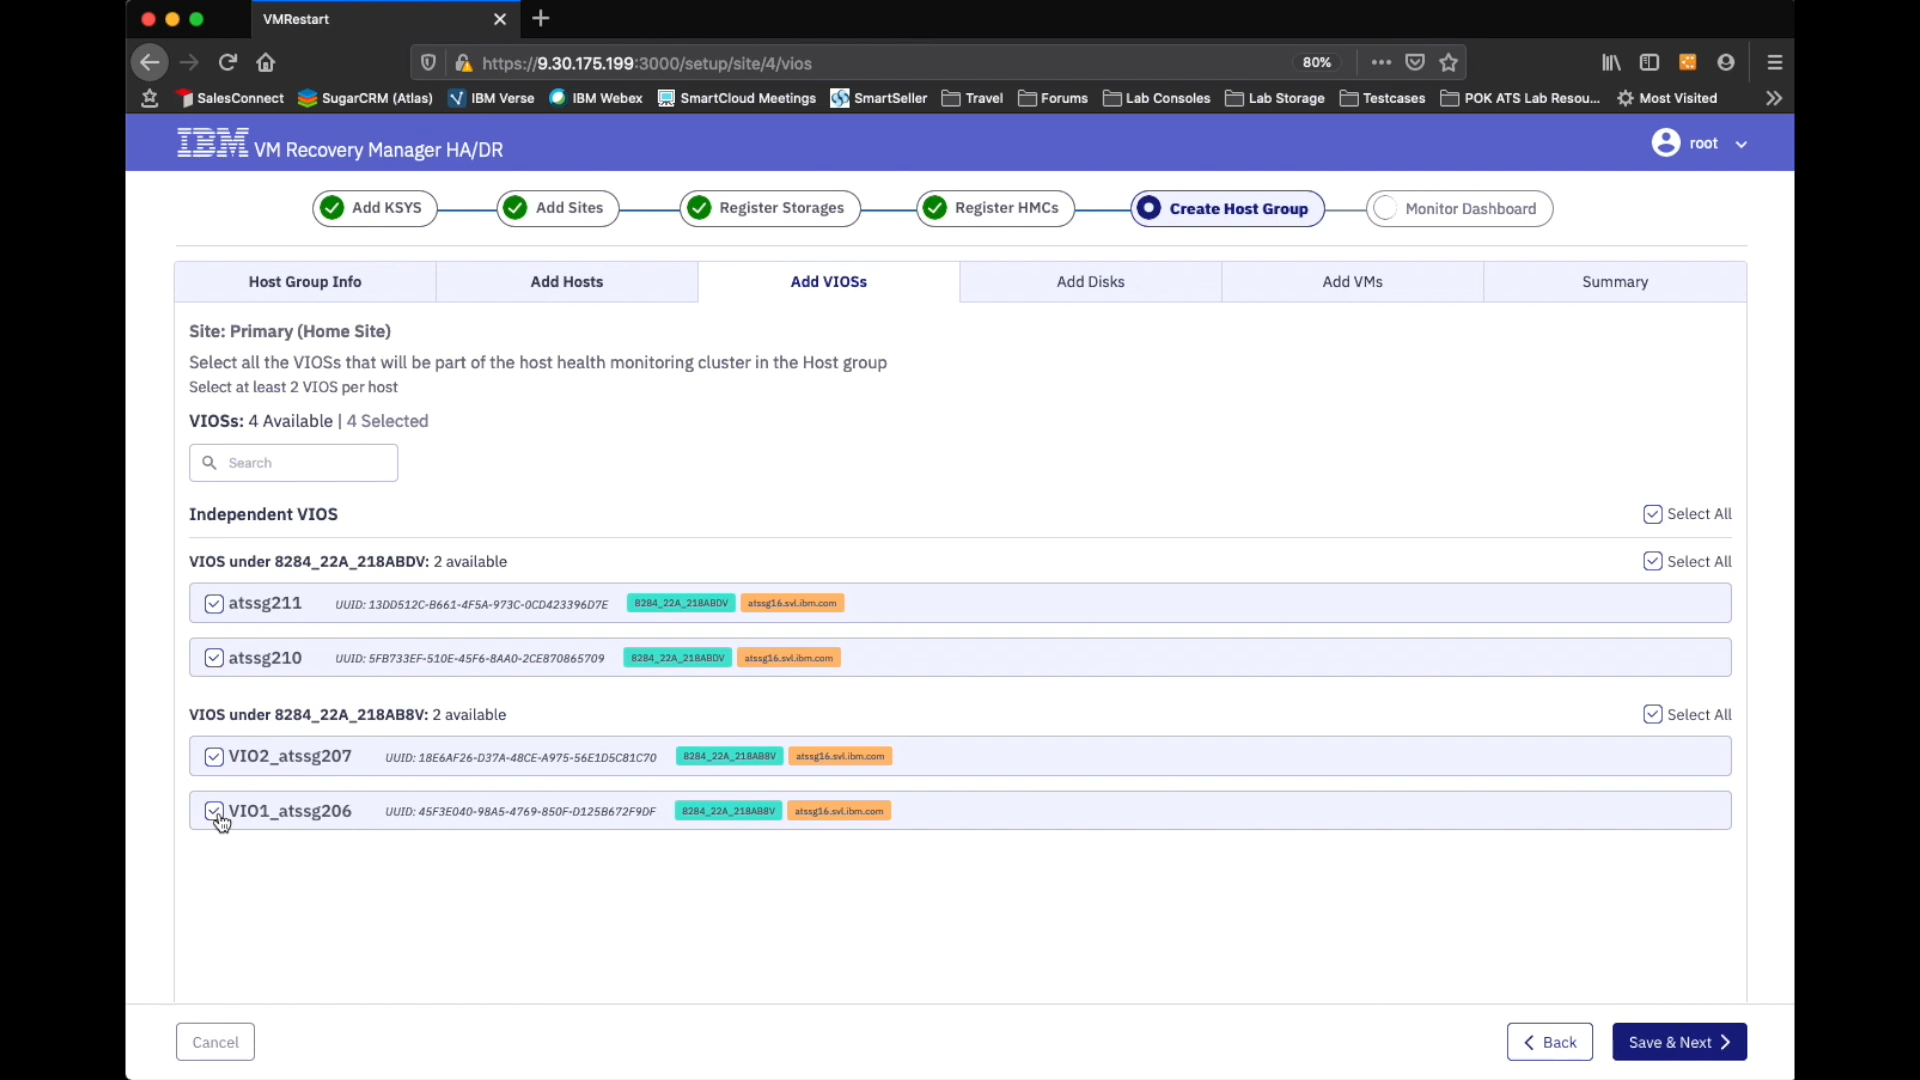 VMRestart
https://9.30.175.199:3000/setup/site/4/vios
80%
SalesConnect
SugarCRM (Atlas)
IBM Verse
IBM Webex
SmartCloud Meetings
SmartSeller
Travel
Forums
Lab Consoles
Lab Storage
Testcases
POK ATS Lab Resou...
Most Visited
IBM VM Recovery Manager HA/DR
root
Add KSYS
Add Sites
Register Storages
Register HMCs
Create Host Group
Monitor Dashboard
Host Group Info
Add Hosts
Add VIOSs
Add Disks
Add VMs
Summary
Site: Primary (Home Site)
Select all the VIOSs that will be part of the host health monitoring cluster in the Host group
Select at least 2 VIOS per host
VIOSs: 4 Available | 4 Selected
Search
Independent VIOS
Select All
VIOS under 8284_22A_218ABDV: 2 available
Select All
atssg211 UUID: 13DD512C-B661-4F5A-973C-0CD423396D7E 8284_22A_218ABDV atssg16.svl.ibm.com
atssg210 UUID: 5FB733EF-510E-45F6-8AA0-2CE870865709 8284_22A_218ABDV atssg16.svl.ibm.com
VIOS under 8284_22A_218AB8V: 2 available
Select All
VIO2_atssg207 UUID: 18E6AF26-D37A-48CE-A975-56E1D5C81C70 8284_22A_218AB8V atssg16.svl.ibm.com
VIO1_atssg206 UUID: 45F3E040-98A5-4769-850F-D125B672F9DF 8284_22A_218AB8V atssg16.svl.ibm.com
Cancel
Back
Save & Next